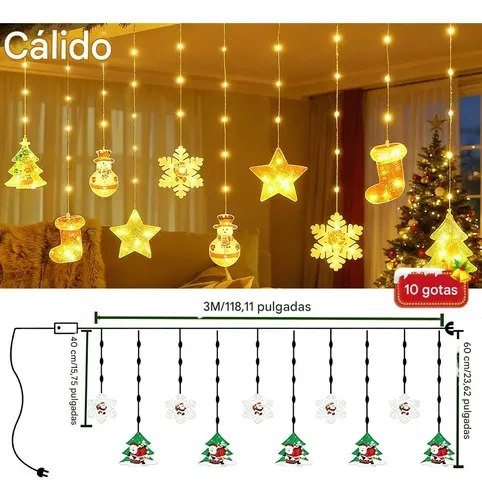 Cálido
10 gotas
3M/118,11 pulgadas
40 cm/15,75 pulgadas
60 cm/23,62 pulgadas